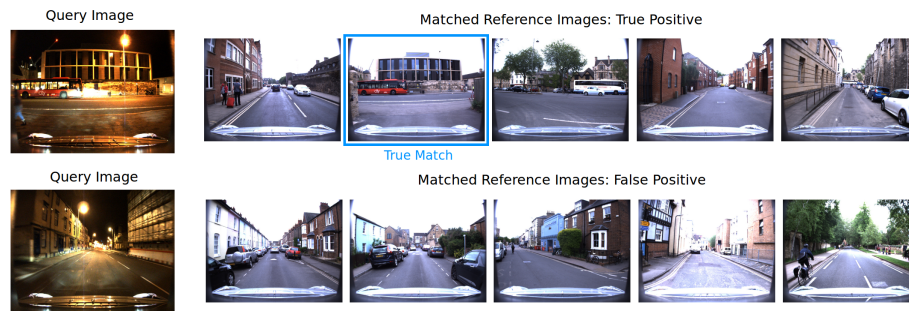 Query Image
Matched Reference Images: True Positive
True Match
Query Image
Matched Reference Images: False Positive